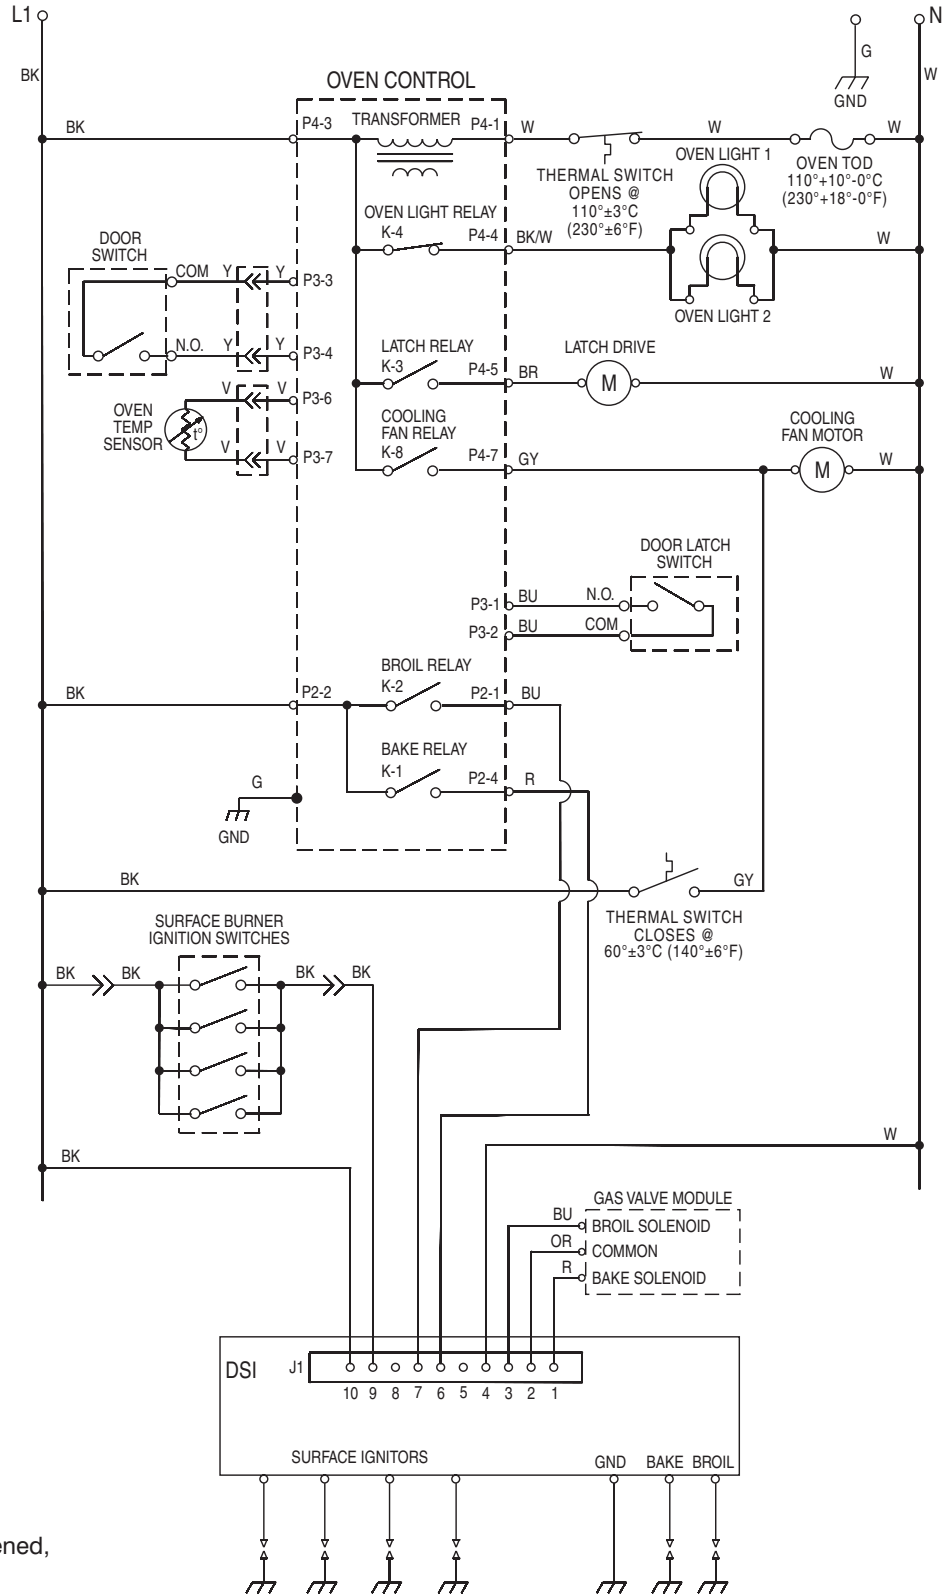 L1
N
BK
G
W
GND
OVEN CONTROL
BK
P4-3
TRANSFORMER
P4-1
W
W
W
THERMAL SWITCH
OPENS @
110°±3°C
(230°±6°F)
OVEN LIGHT 1
OVEN TOD
110°+10°-0°C
(230°+18°-0°F)
OVEN LIGHT RELAY
K-4
P4-4
BK/W
W
OVEN LIGHT 2
DOOR
SWITCH
COM
Y
Y
P3-3
N.O.
Y
Y
P3-4
LATCH RELAY
K-3
P4-5
BR
LATCH DRIVE
M
W
OVEN
TEMP
SENSOR
t°
V
V
P3-6
V
V
P3-7
COOLING
FAN RELAY
K-8
P4-7
GY
COOLING
FAN MOTOR
M
W
DOOR LATCH
SWITCH
P3-1
BU
N.O.
P3-2
BU
COM
BK
P2-2
BROIL RELAY
K-2
P2-1
BU
BAKE RELAY
K-1
P2-4
R
G
GND
BK
GY
THERMAL SWITCH
CLOSES @
60°±3°C (140°±6°F)
SURFACE BURNER
IGNITION SWITCHES
BK
BK
BK
BK
BK
W
GAS VALVE MODULE
BU
BROIL SOLENOID
OR
COMMON
R
BAKE SOLENOID
DSI
J1
10 9 8 7 6 5 4 3 2 1
SURFACE IGNITORS
GND
BAKE
BROIL
ened,